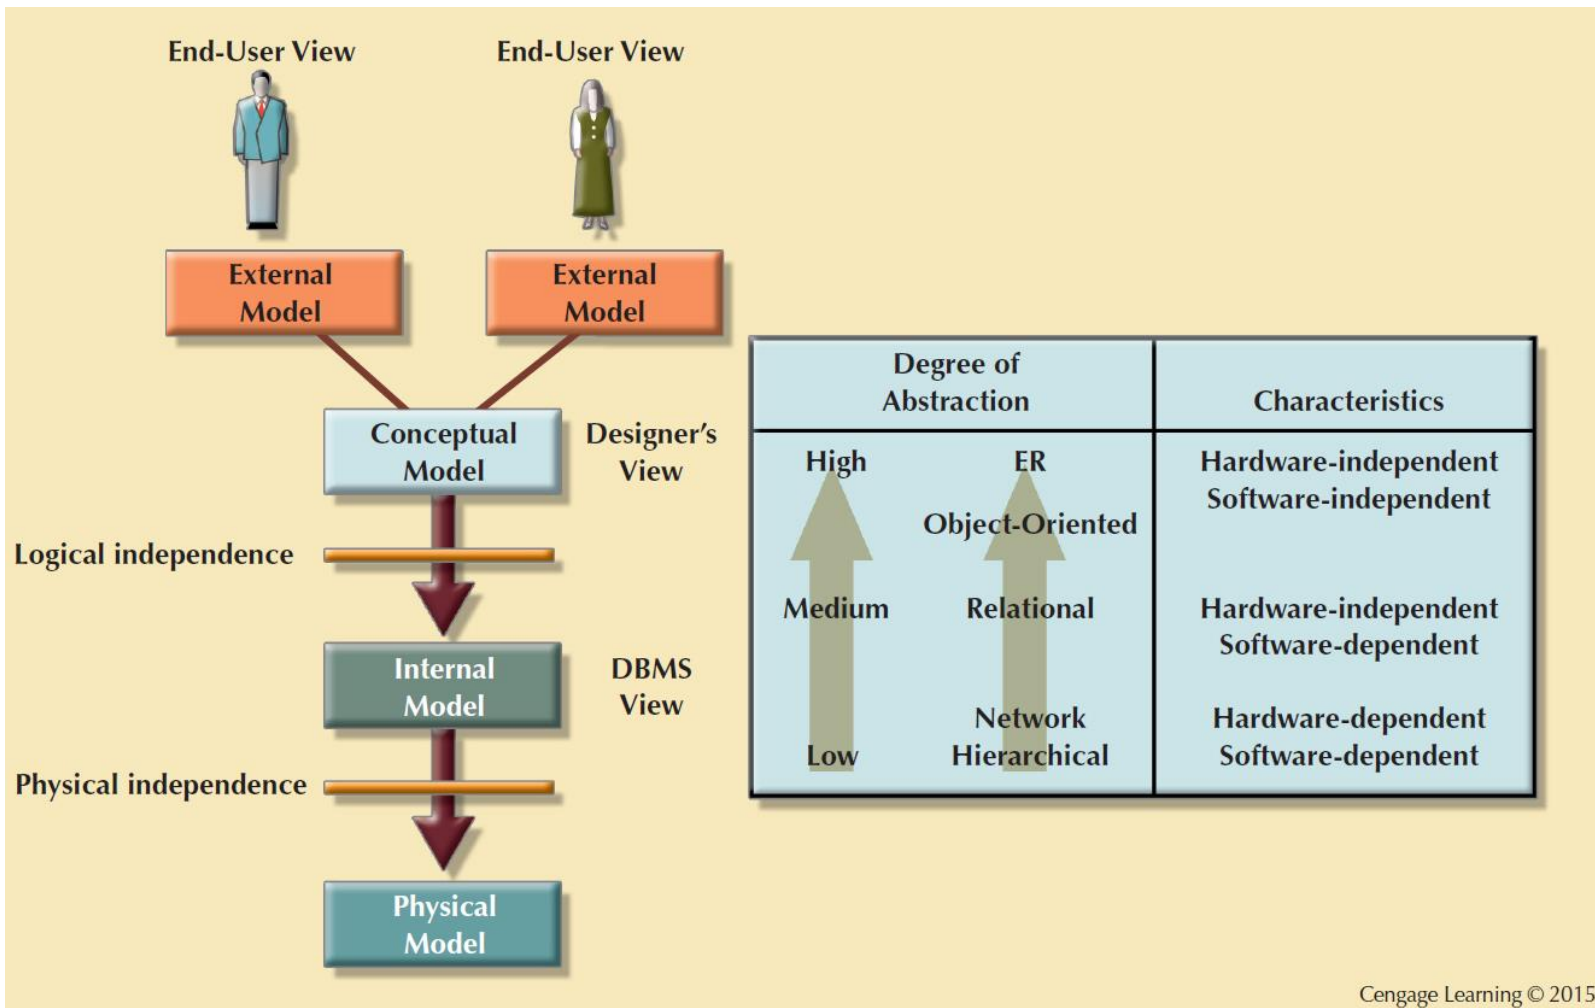 End-User View
End-User View
External
Model
External
Model
Conceptual
Model
Designer's
View
Logical independence
Internal
Model
DBMS
View
Physical independence
Physical
Model
Degree of
Abstraction
Characteristics
High
ER
Hardware-independent
Software-independent
Object-Oriented
Medium
Relational
Hardware-independent
Software-dependent
Network
Hardware-dependent
Low
Hierarchical
Software-dependent
Cengage Learning © 2015